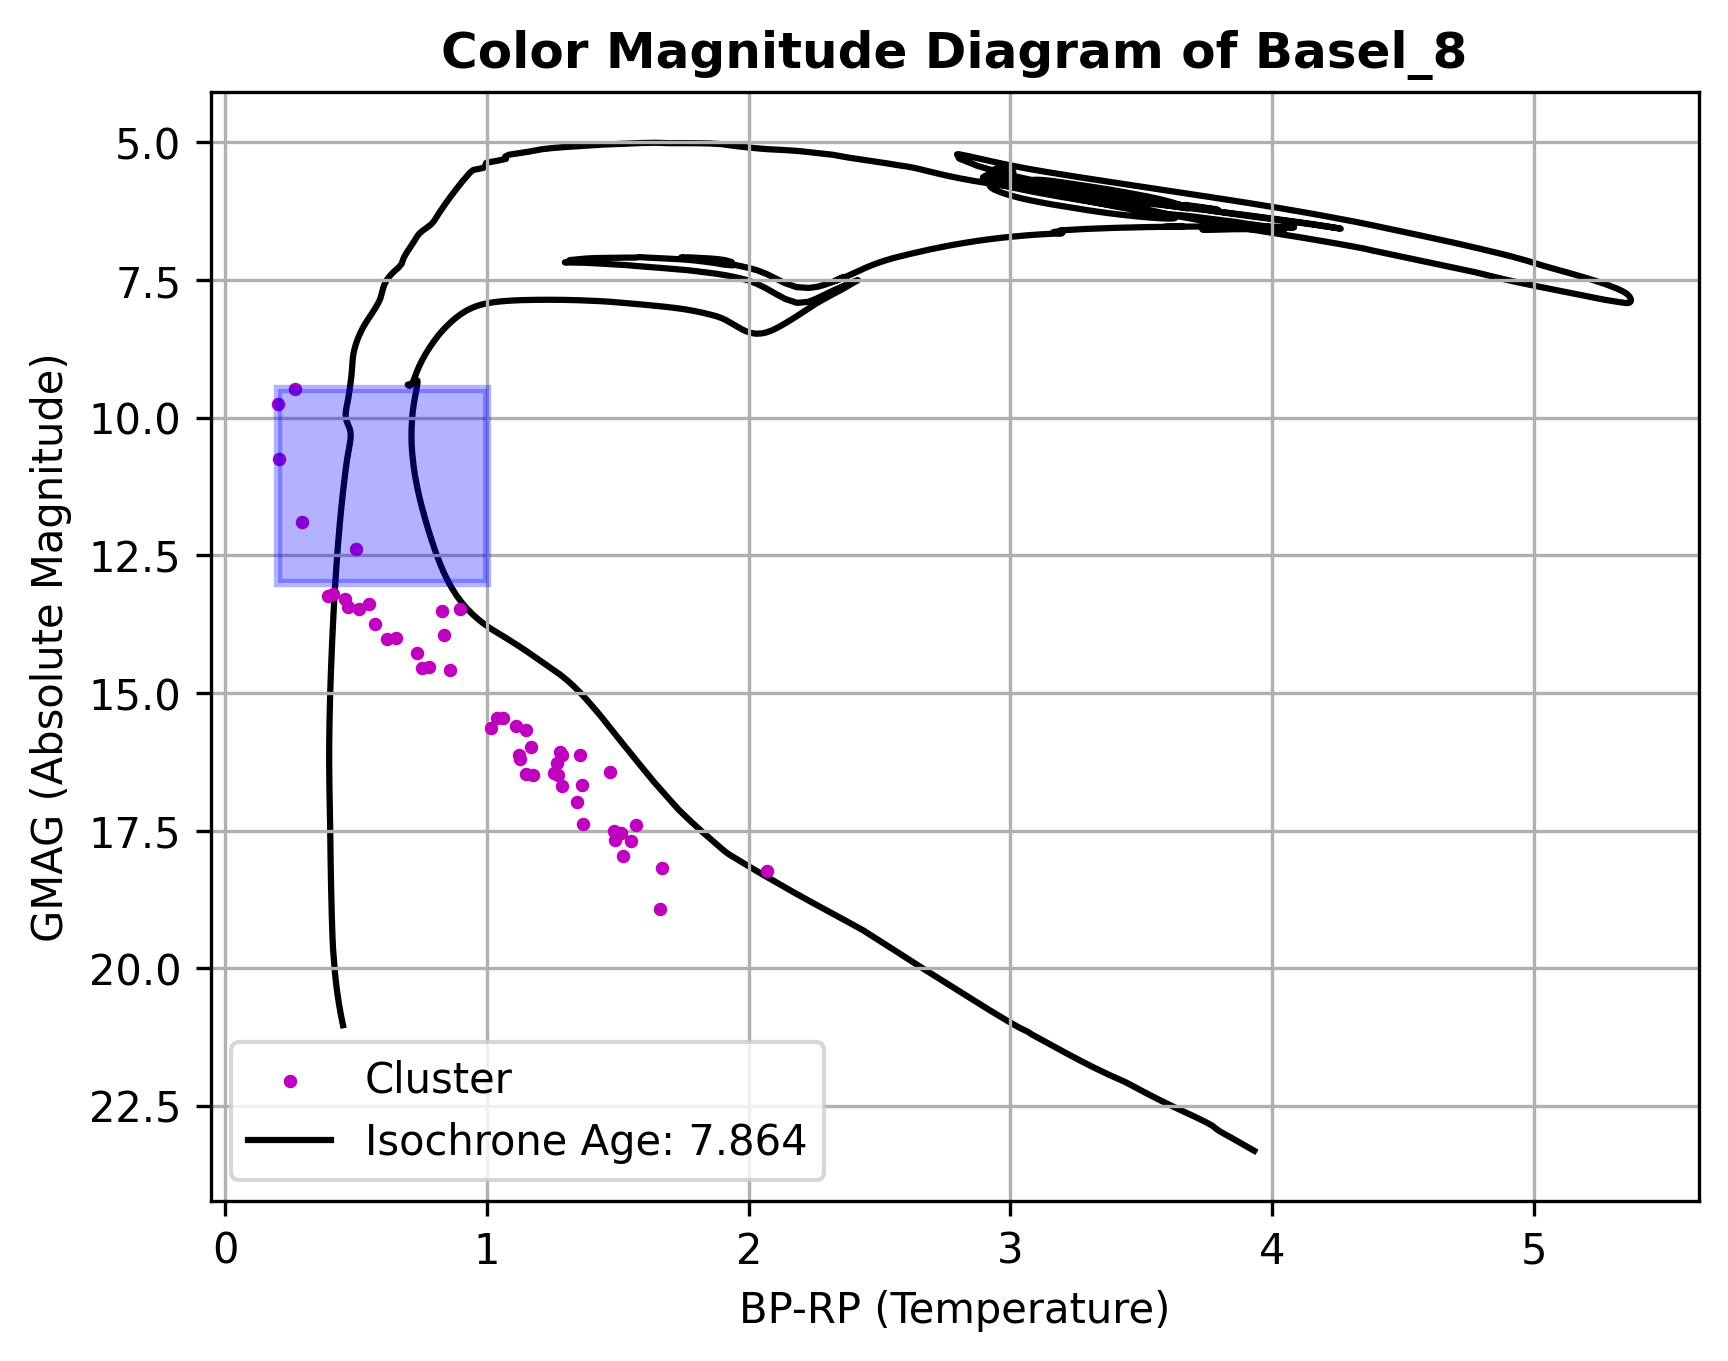 Color Magnitude Diagram of Basel_8
GMAG (Absolute Magnitude)
5.0
7.5
10.0
12.5
15.0
17.5
20.0
22.5
Cluster
Isochrone Age: 7.864
0 1 2 3 4 5
BP-RP (Temperature)